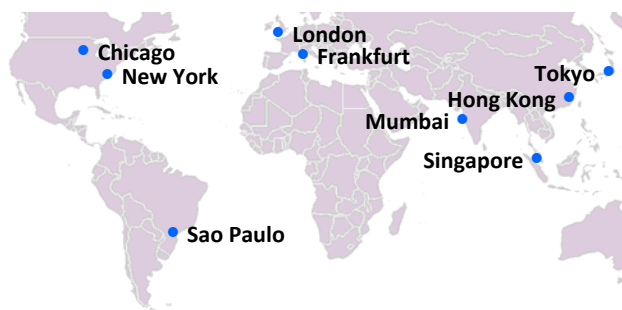 London
Chicago
Frankfurt
New York
Tokyo
Hong Kong
Mumbai
Singapore
Sao Paulo